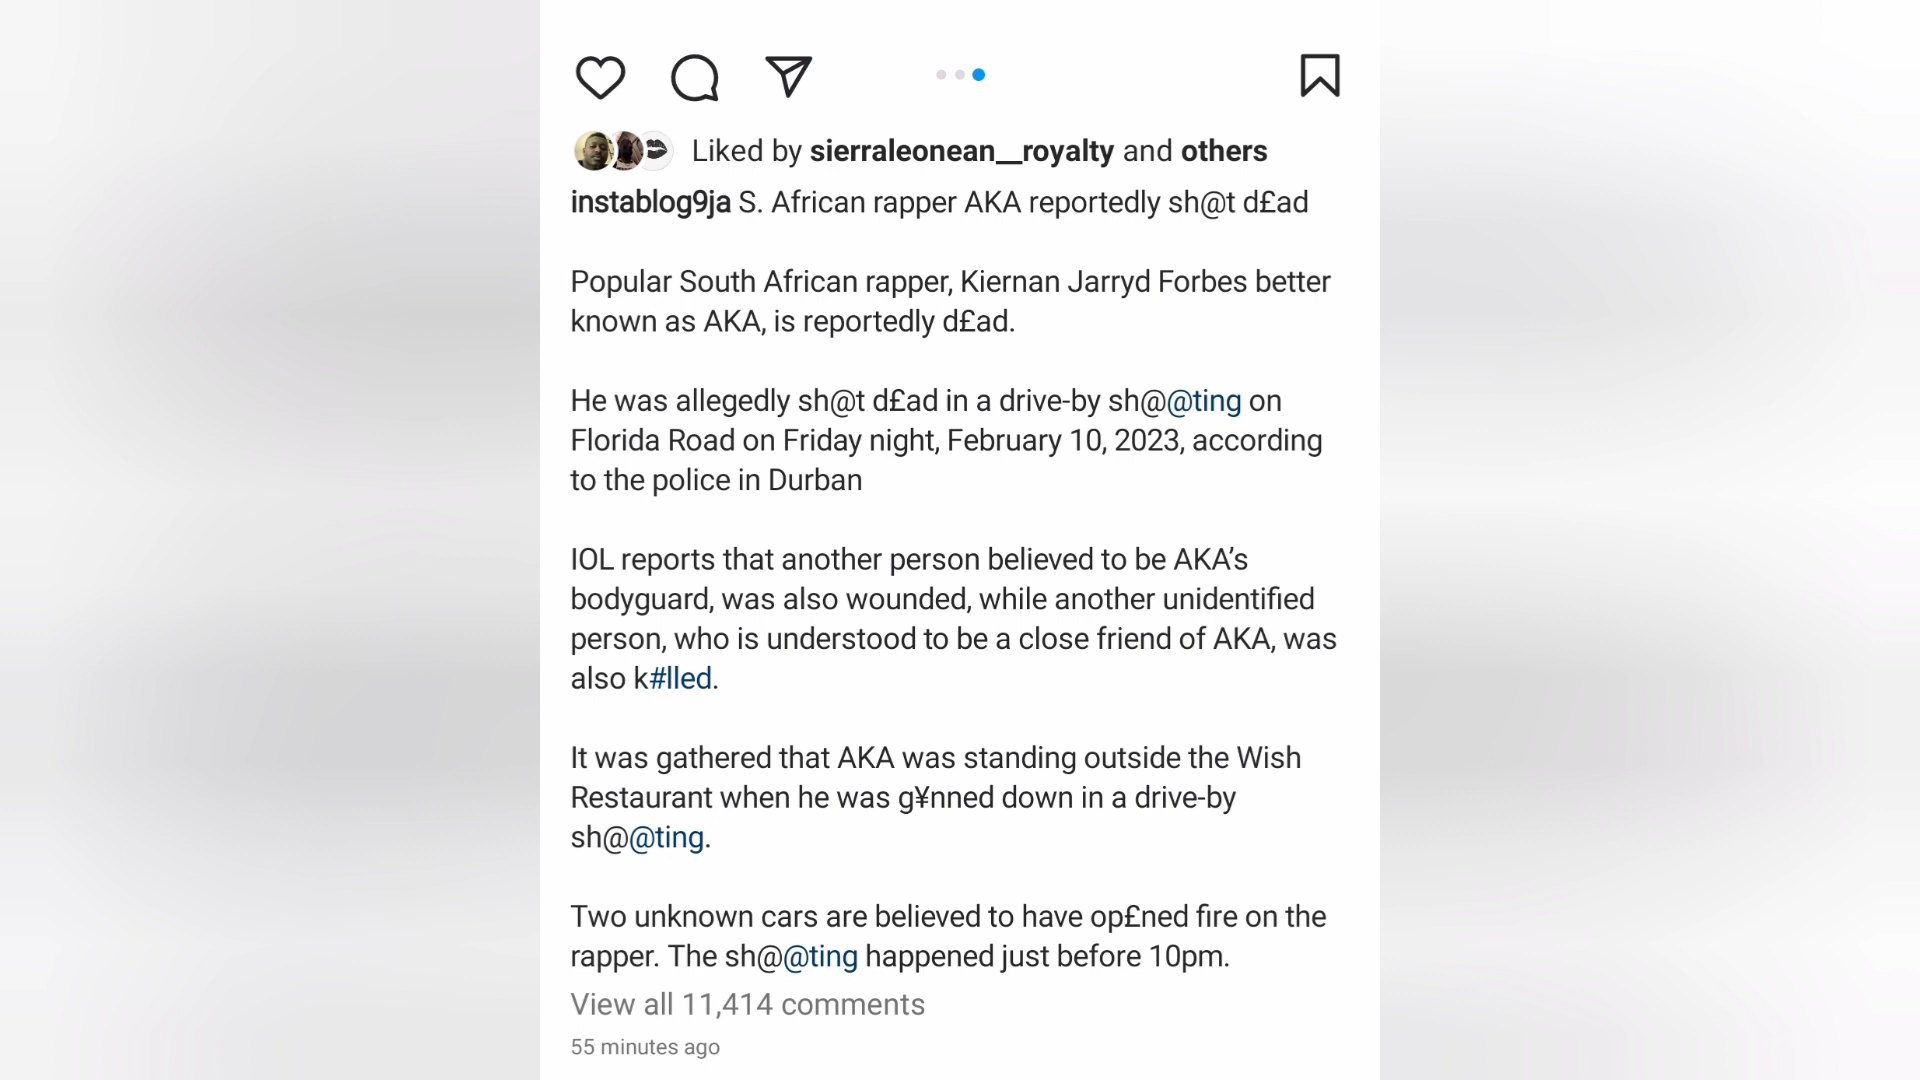 Liked by sierraleonean__royalty and others
instablog9ja S. African rapper AKA reportedly sh@t d£ad
Popular South African rapper, Kiernan Jarryd Forbes better
known as AKA, is reportedly d£ad.
He was allegedly sh@t d£ad in a drive-by sh@@ting on
Florida Road on Friday night, February 10, 2023, according
to the police in Durban
IOL reports that another person believed to be AKA’s
bodyguard, was also wounded, while another unidentified
person, who is understood to be a close friend of AKA, was
also k#lled.
It was gathered that AKA was standing outside the Wish
Restaurant when he was g¥nned down in a drive-by
sh@@ting.
Two unknown cars are believed to have op£ned fire on the
rapper. The sh@@ting happened just before 10pm.
View all 11,414 comments
55 minutes ago